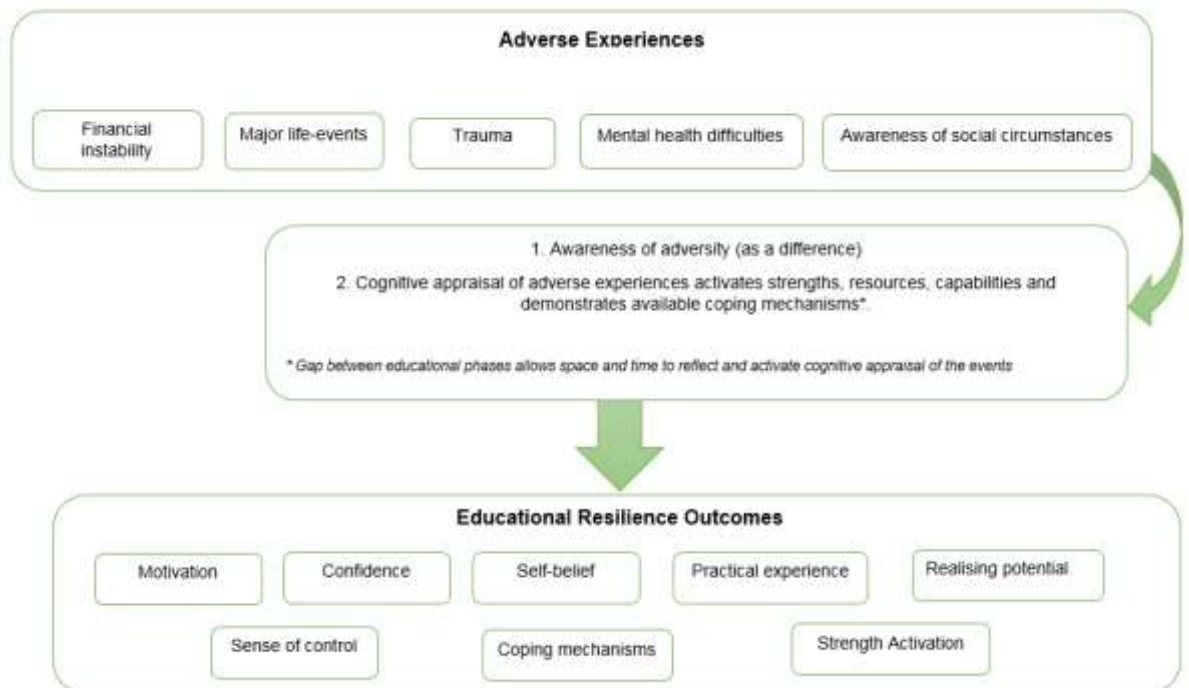 Adverse Experiences
Financial
instability
Major life-events
Trauma
Mental health difficulties
Awareness of social circumstances
1. Awareness of adversity (as a difference)
2. Cognitive appraisal of adverse experiences activates strengths, resources, capabilities and
demonstrates available coping mechanisms*.
* Gap between educational phases allows space and time to reflect and activate cognitive appraisal of the events
Educational Resilience Outcomes
Motivation
Confidence
Self-belief
Practical experience
Realising potential
Sense of control
Coping mechanisms
Strength Activation